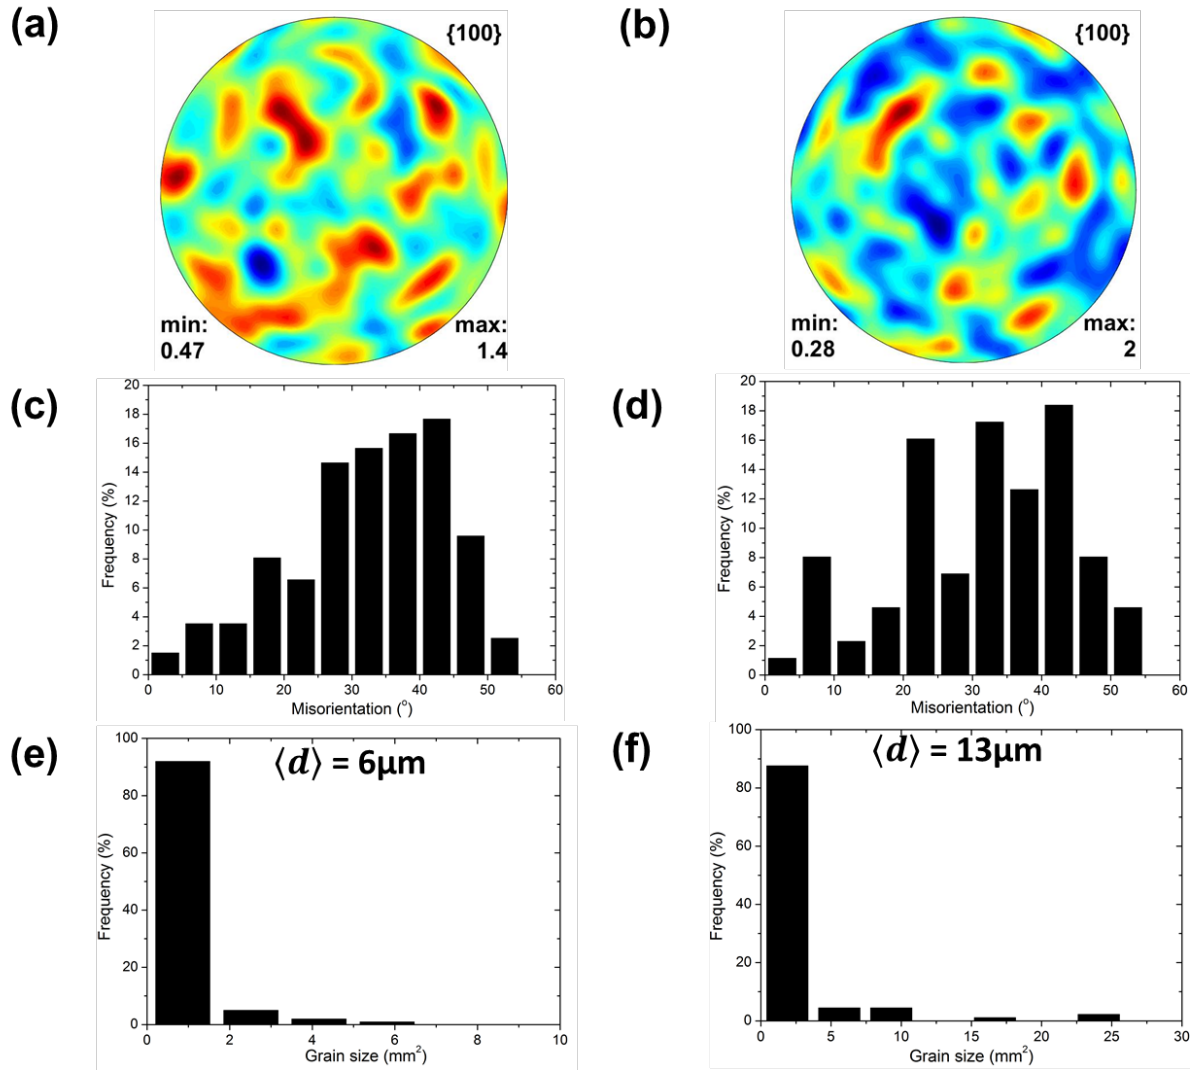 (a)
{100}
min:
0.47
max:
1.4
(b)
{100}
min:
0.28
max:
2
(c)
20
18
16
14
12
10
8
6
4
2
0
Frequency (%)
0 10 20 30 40 50 60
Misorientation (°)
(d)
20
18
16
14
12
10
8
6
4
2
0
Frequency (%)
0 10 20 30 40 50 60
Misorientation (°)
(e)
⟨d⟩ = 6μm
100
80
60
40
20
0
Frequency (%)
0 2 4 6 8 10
Grain size (mm²)
(f)
⟨d⟩ = 13μm
100
80
60
40
20
0
Frequency (%)
0 5 10 15 20 25 30
Grain size (mm²)